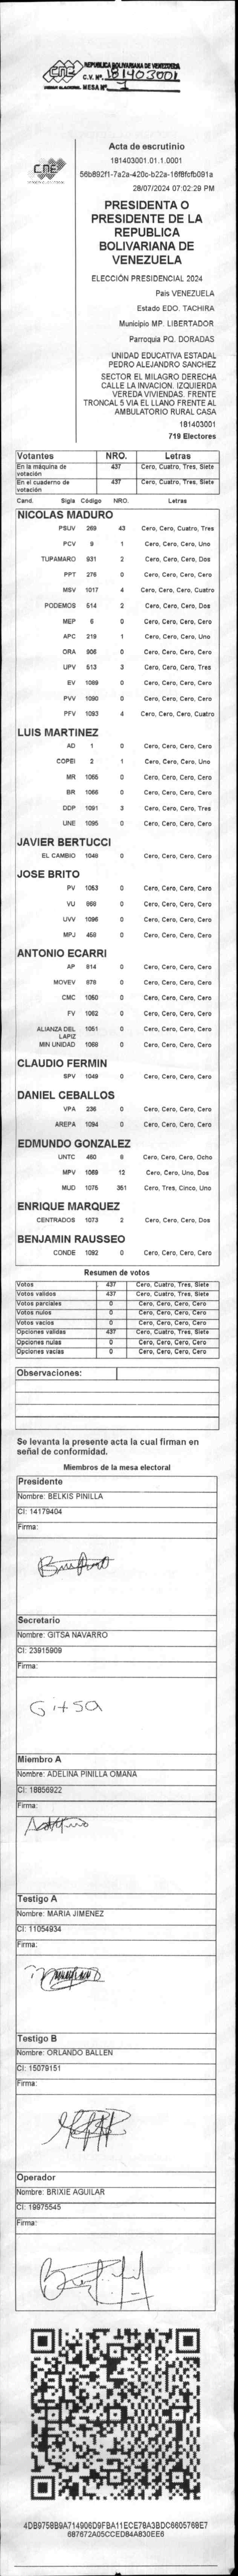 CNE
REPUBLICA BOLIVARIANA DE VENEZUELA
C.V. Nº. 181403001
MESA Nº 1
CNE
Acta de escrutinio
181403001.01.1.0001
28/07/2024 07:02:29 PM
PRESIDENTA O
PRESIDENTE DE LA
REPUBLICA
BOLIVARIANA DE
VENEZUELA
ELECCIÓN PRESIDENCIAL 2024
País VENEZUELA
Estado EDO. TACHIRA
Municipio MP. LIBERTADOR
Parroquia PQ. DORADAS
UNIDAD EDUCATIVA ESTADAL
PEDRO ALEJANDRO SANCHEZ
SECTOR EL MILAGRO DERECHA
CALLE LA INVACION. IZQUIERDA
VEREDA VIVIENDAS. FRENTE
TRONCAL 5 VIA EL LLANO FRENTE AL
AMBULATORIO RURAL CASA
181403001
719 Electores
Votantes NRO. Letras
En la máquina de votación 437 Cero, Cuatro, Tres, Siete
En el cuaderno de votación 437 Cero, Cuatro, Tres, Siete
Cand. Sigla Código NRO. Letras
NICOLAS MADURO
PSUV 269 43 Cero, Cero, Cuatro, Tres
PCV 9 1 Cero, Cero, Cero, Uno
TUPAMARO 931 2 Cero, Cero, Cero, Dos
PPT 276 0 Cero, Cero, Cero, Cero
MSV 1017 4 Cero, Cero, Cero, Cuatro
PODEMOS 514 2 Cero, Cero, Cero, Dos
MEP 6 0 Cero, Cero, Cero, Cero
APC 219 1 Cero, Cero, Cero, Uno
ORA 906 0 Cero, Cero, Cero, Cero
UPV 513 3 Cero, Cero, Cero, Tres
EV 1089 0 Cero, Cero, Cero, Cero
PVV 1090 0 Cero, Cero, Cero, Cero
PFV 1093 4 Cero, Cero, Cero, Cuatro
LUIS MARTINEZ
AD 1 0 Cero, Cero, Cero, Cero
COPEI 2 1 Cero, Cero, Cero, Uno
MR 1065 0 Cero, Cero, Cero, Cero
BR 1066 0 Cero, Cero, Cero, Cero
DDP 1091 3 Cero, Cero, Cero, Tres
UNE 1095 0 Cero, Cero, Cero, Cero
JAVIER BERTUCCI
EL CAMBIO 1048 0 Cero, Cero, Cero, Cero
JOSE BRITO
PV 1053 0 Cero, Cero, Cero, Cero
VU 868 0 Cero, Cero, Cero, Cero
UVV 1096 0 Cero, Cero, Cero, Cero
MPJ 458 0 Cero, Cero, Cero, Cero
ANTONIO ECARRI
AP 814 0 Cero, Cero, Cero, Cero
MOVEV 878 0 Cero, Cero, Cero, Cero
CMC 1050 0 Cero, Cero, Cero, Cero
FV 1052 0 Cero, Cero, Cero, Cero
ALIANZA DEL LAPIZ 1051 0 Cero, Cero, Cero, Cero
MIN UNIDAD 1088 0 Cero, Cero, Cero, Cero
CLAUDIO FERMIN
SPV 1049 0 Cero, Cero, Cero, Cero
DANIEL CEBALLOS
VPA 236 0 Cero, Cero, Cero, Cero
AREPA 1094 0 Cero, Cero, Cero, Cero
EDMUNDO GONZALEZ
UNTC 460 8 Cero, Cero, Cero, Ocho
MPV 1069 12 Cero, Cero, Uno, Dos
MUD 1075 351 Cero, Tres, Cinco, Uno
ENRIQUE MARQUEZ
CENTRADOS 1073 2 Cero, Cero, Cero, Dos
BENJAMIN RAUSSEO
CONDE 1092 0 Cero, Cero, Cero, Cero
Resumen de votos
Votos 437 Cero, Cuatro, Tres, Siete
Votos validos 437 Cero, Cuatro, Tres, Siete
Votos parciales 0 Cero, Cero, Cero, Cero
Votos nulos 0 Cero, Cero, Cero, Cero
Votos vacios 0 Cero, Cero, Cero, Cero
Opciones validas 437 Cero, Cuatro, Tres, Siete
Opciones nulas 0 Cero, Cero, Cero, Cero
Opciones vacias 0 Cero, Cero, Cero, Cero
Observaciones:
Se levanta la presente acta la cual firman en
señal de conformidad.
Miembros de la mesa electoral
Presidente
Nombre: BELKIS PINILLA
CI: 14179404
Firma:
Secretario
Nombre: GITSA NAVARRO
CI: 23915909
Firma:
Gitsa
Miembro A
Nombre: ADELINA PINILLA OMAÑA
CI: 18856922
Firma:
Testigo A
Nombre: MARIA JIMENEZ
CI: 11054934
Firma:
Testigo B
Nombre: ORLANDO BALLEN
CI: 15079151
Firma:
Operador
Nombre: BRIXIE AGUILAR
CI: 19975545
Firma: